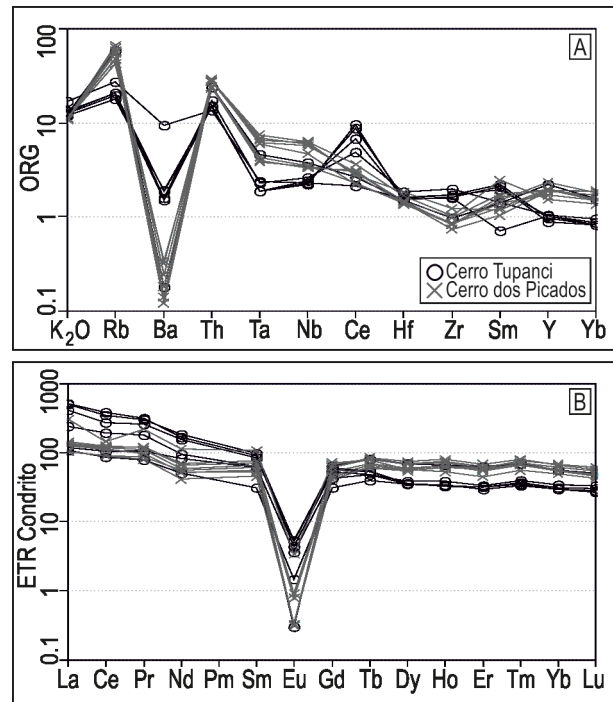 A
100
10
1
0.1
ORG
K₂O Rb Ba Th Ta Nb Ce Hf Zr Sm Y Yb
Cerro Tupanci
Cerro dos Picados
B
1000
100
10
1
0.1
ETR Condrito
La Ce Pr Nd Pm Sm Eu Gd Tb Dy Ho Er Tm Yb Lu